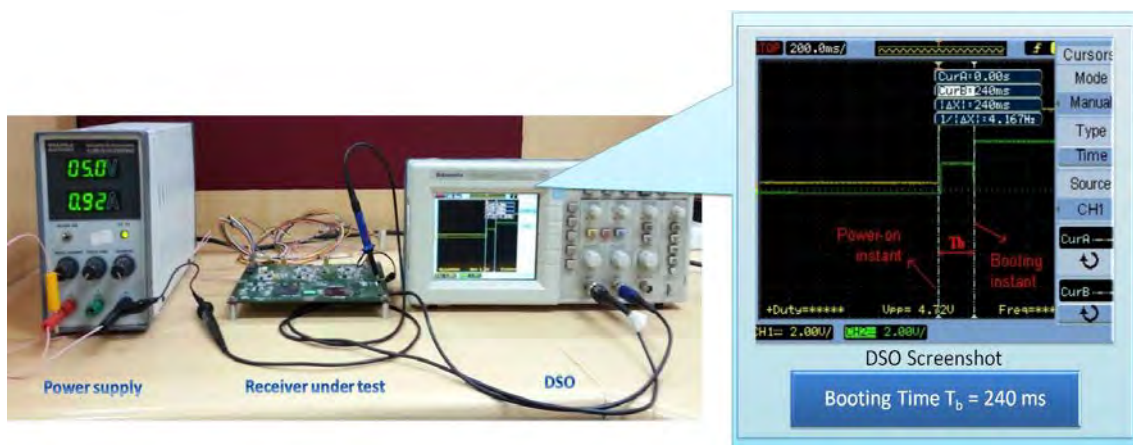 05.0V
0.92A
Power supply
Receiver under test
DSO
STOP 200.0ms/
CurA=0.00s
CurB=240ms
|ΔX|=240ms
1/|ΔX|=4.167Hz
Cursors
Mode
Manual
Type
Time
Source
CH1
CurA
CurB
Power-on
instant
Tb
Booting
instant
+Duty=***** Vpp= 4.72V Freq=***
CH1= 2.00V/ CH2= 2.00V/
DSO Screenshot
Booting Time Tb = 240 ms